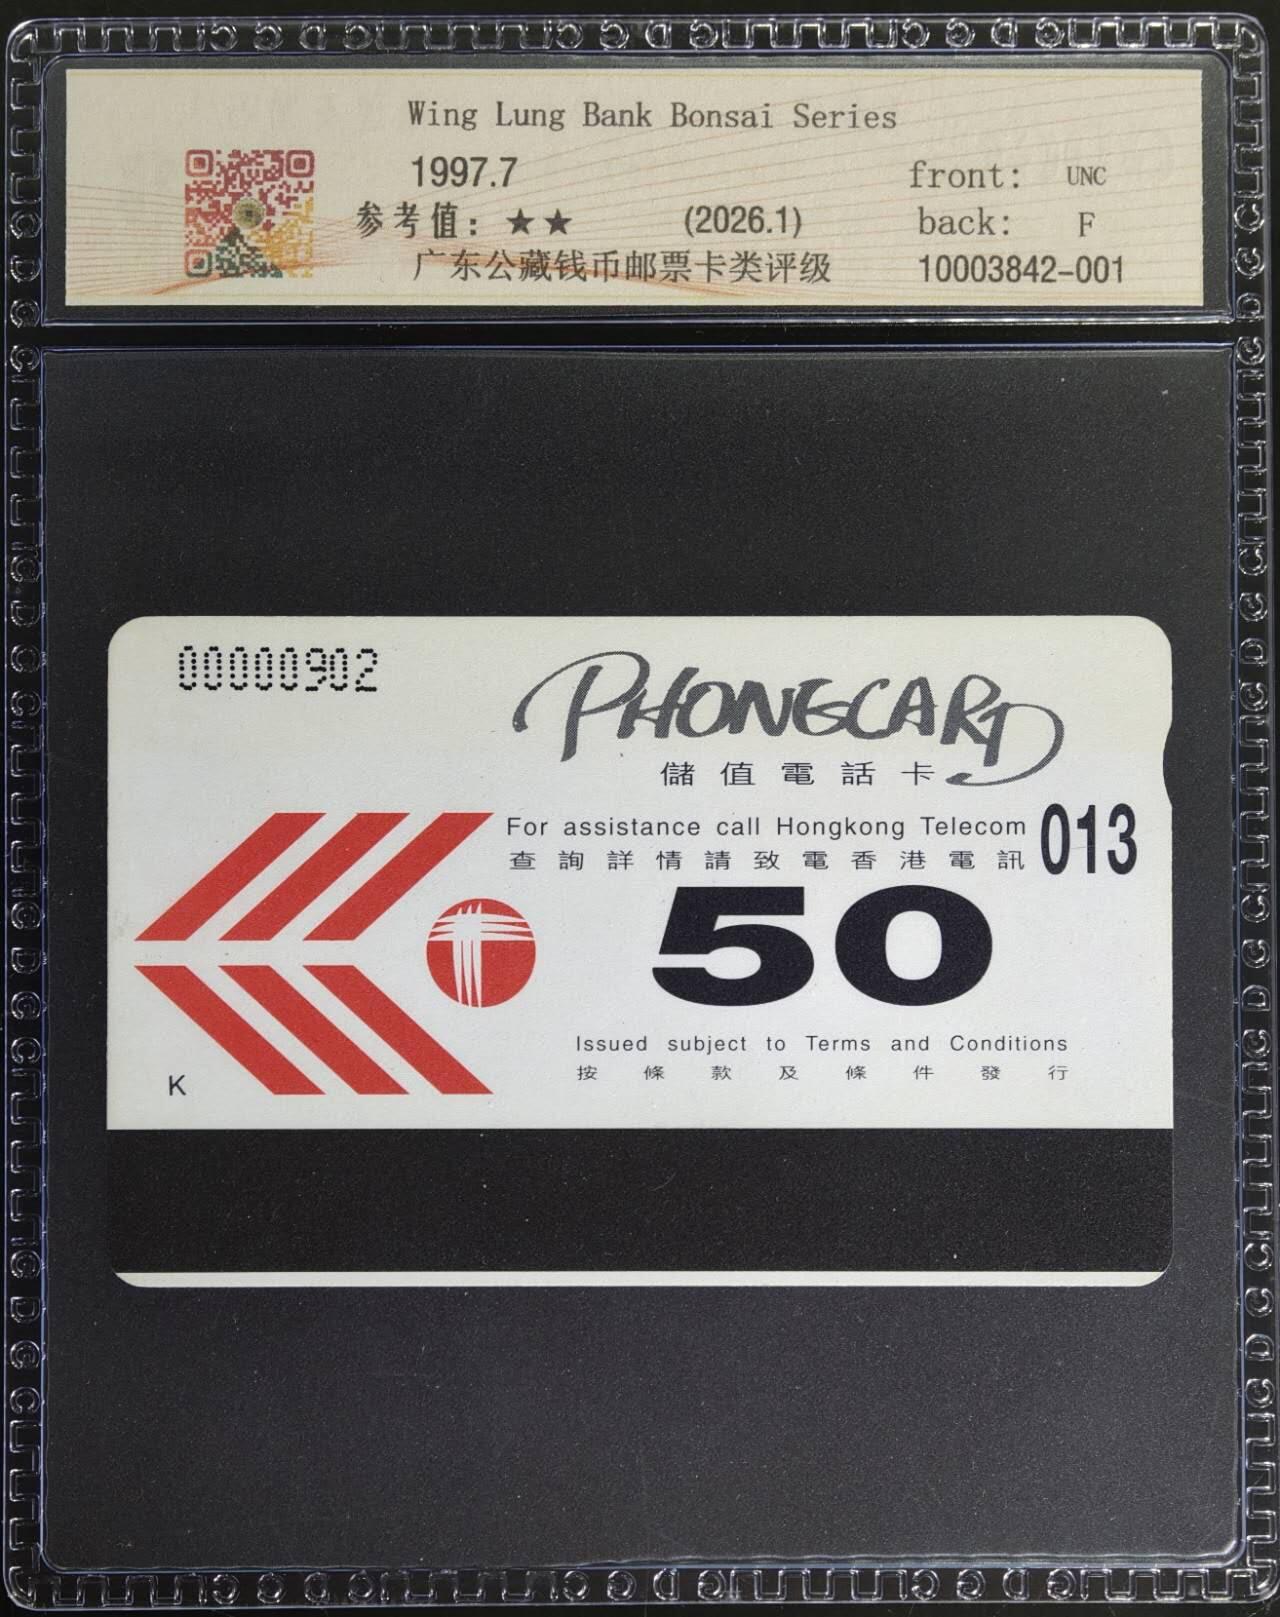 Wing Lung Bank Bonsai Series
1997.7
front: UNC
参考值：★★ (2026.1)
back: F
广东公藏钱币邮票卡类评级
10003842-001
00000902
PHONECARD
儲值電話卡
For assistance call Hongkong Telecom
查詢詳情請致電香港電訊
013
50
Issued subject to Terms and Conditions
按條款及條件發行
K